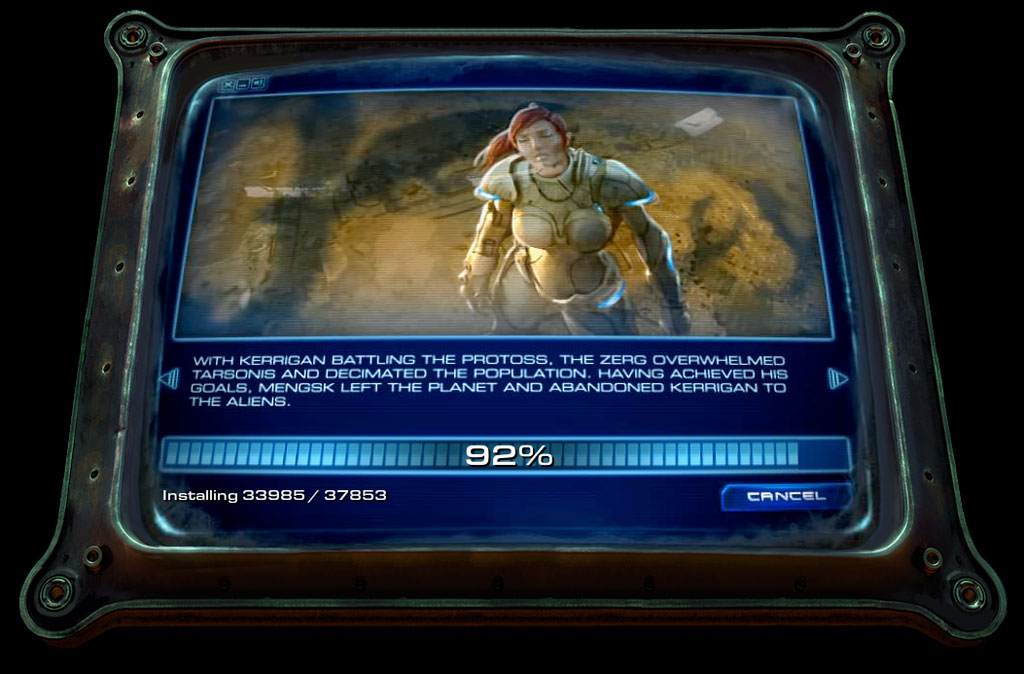 WITH KERRIGAN BATTLING THE PROTOSS, THE ZERG OVERWHELMED
TARSONIS AND DECIMATED THE POPULATION. HAVING ACHIEVED HIS
GOALS, MENGSK LEFT THE PLANET AND ABANDONED KERRIGAN TO
THE ALIENS.
92%
Installing 33985 / 37853
CANCEL